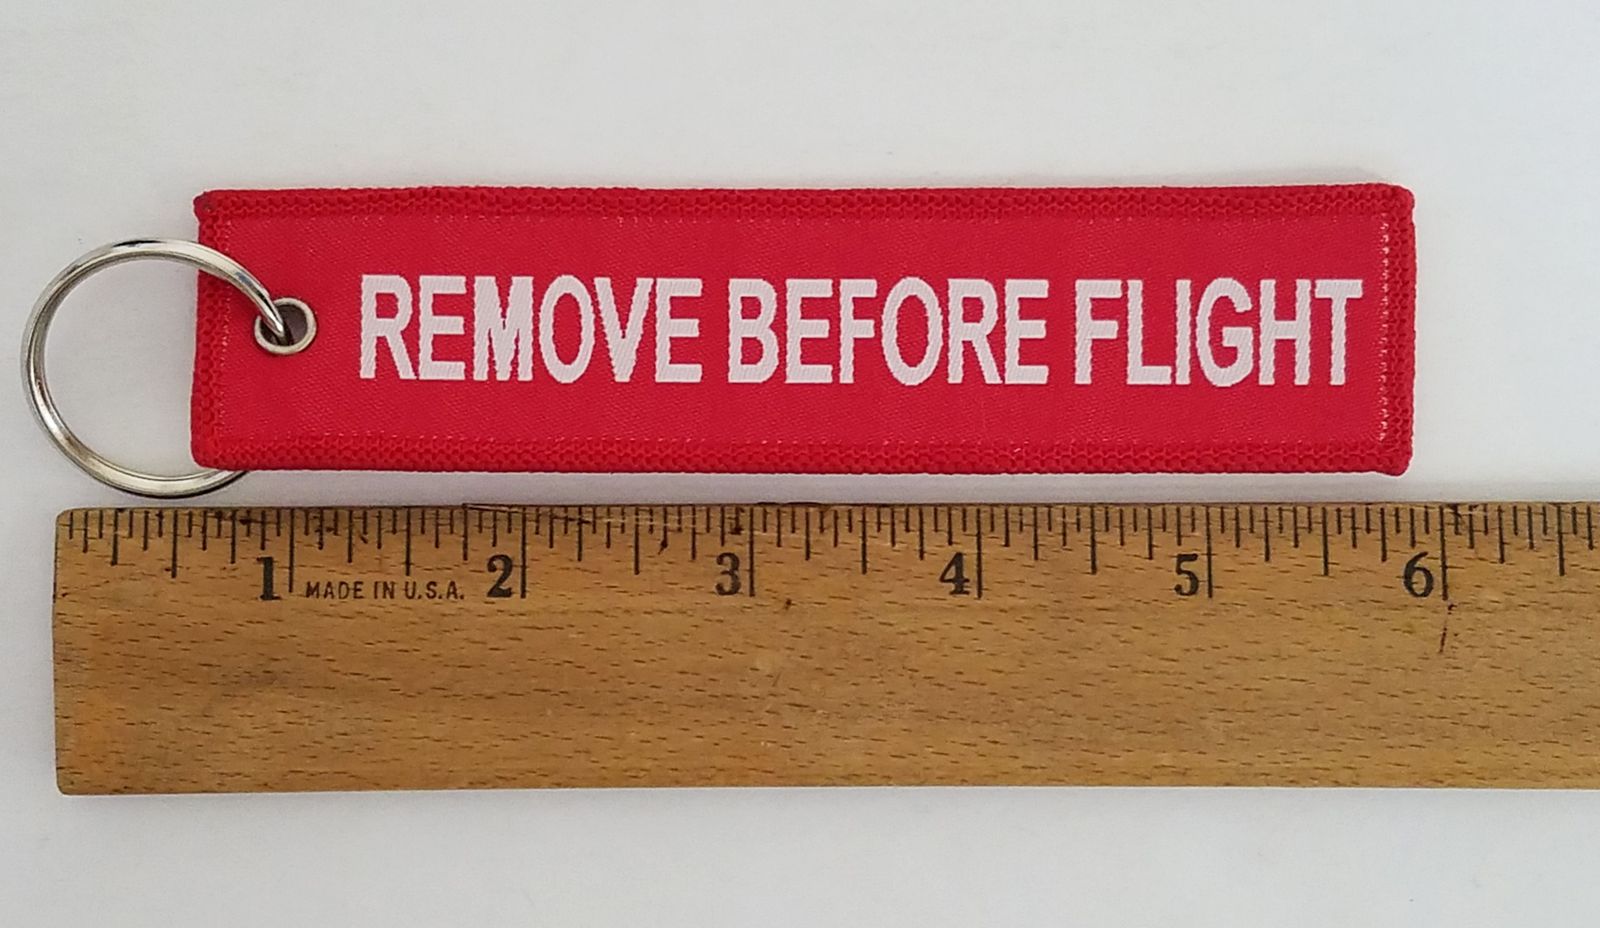 REMOVE BEFORE FLIGHT
1 MADE IN U.S.A. 2 3 4 5 6